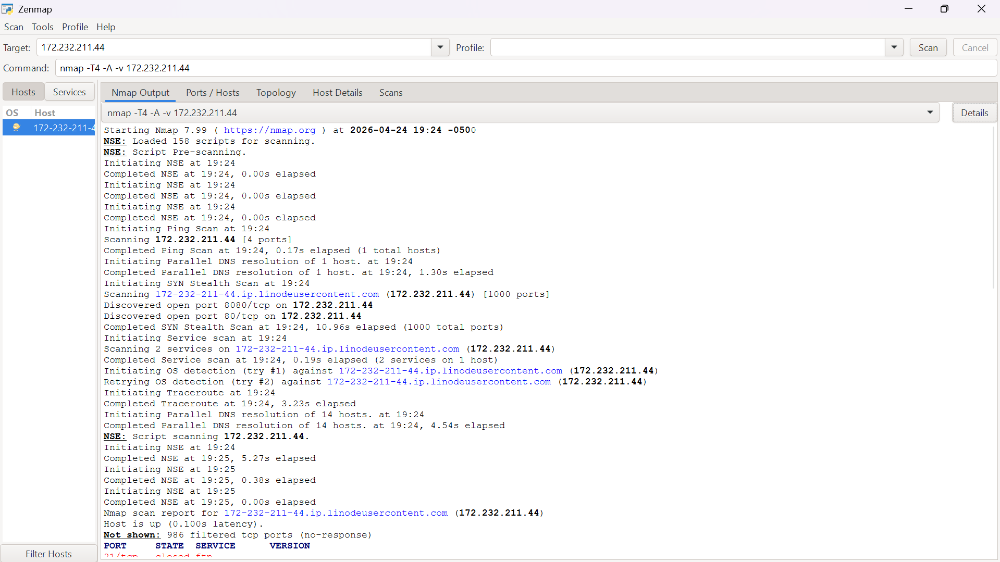 Zenmap
Scan Tools Profile Help
Target: 172.232.211.44 Profile: Scan Cancel
Command: nmap -T4 -A -v 172.232.211.44
Hosts Services
OS Host
172-232-211-4
Nmap Output Ports / Hosts Topology Host Details Scans
nmap -T4 -A -v 172.232.211.44 Details
Starting Nmap 7.99 ( https://nmap.org ) at 2026-04-24 19:24 -0500
NSE: Loaded 158 scripts for scanning.
NSE: Script Pre-scanning.
Initiating NSE at 19:24
Completed NSE at 19:24, 0.00s elapsed
Initiating NSE at 19:24
Completed NSE at 19:24, 0.00s elapsed
Initiating NSE at 19:24
Completed NSE at 19:24, 0.00s elapsed
Initiating Ping Scan at 19:24
Scanning 172.232.211.44 [4 ports]
Completed Ping Scan at 19:24, 0.17s elapsed (1 total hosts)
Initiating Parallel DNS resolution of 1 host. at 19:24
Completed Parallel DNS resolution of 1 host. at 19:24, 1.30s elapsed
Initiating SYN Stealth Scan at 19:24
Scanning 172-232-211-44.ip.linodeusercontent.com (172.232.211.44) [1000 ports]
Discovered open port 8080/tcp on 172.232.211.44
Discovered open port 80/tcp on 172.232.211.44
Completed SYN Stealth Scan at 19:24, 10.96s elapsed (1000 total ports)
Initiating Service scan at 19:24
Scanning 2 services on 172-232-211-44.ip.linodeusercontent.com (172.232.211.44)
Completed Service scan at 19:24, 0.19s elapsed (2 services on 1 host)
Initiating OS detection (try #1) against 172-232-211-44.ip.linodeusercontent.com (172.232.211.44)
Retrying OS detection (try #2) against 172-232-211-44.ip.linodeusercontent.com (172.232.211.44)
Initiating Traceroute at 19:24
Completed Traceroute at 19:24, 3.23s elapsed
Initiating Parallel DNS resolution of 14 hosts. at 19:24
Completed Parallel DNS resolution of 14 hosts. at 19:24, 4.54s elapsed
NSE: Script scanning 172.232.211.44.
Initiating NSE at 19:24
Completed NSE at 19:25, 5.27s elapsed
Initiating NSE at 19:25
Completed NSE at 19:25, 0.38s elapsed
Initiating NSE at 19:25
Completed NSE at 19:25, 0.00s elapsed
Nmap scan report for 172-232-211-44.ip.linodeusercontent.com (172.232.211.44)
Host is up (0.100s latency).
Not shown: 986 filtered tcp ports (no-response)
PORT STATE SERVICE VERSION
21/tcp closed ftp
Filter Hosts